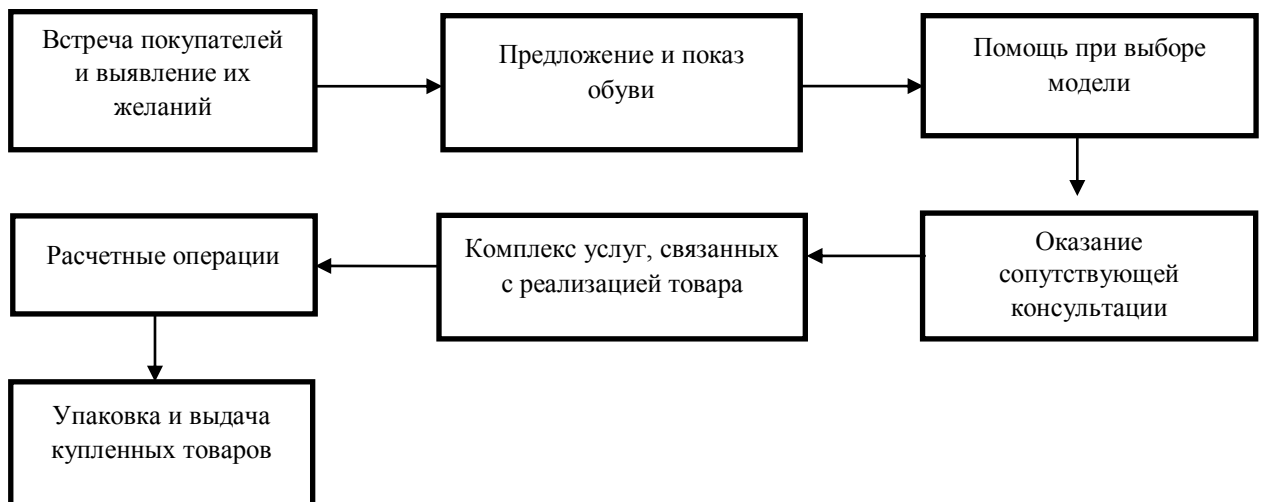 Встреча покупателей
и выявление их
желаний
Предложение и показ
обуви
Помощь при выборе
модели
Оказание
сопутствующей
консультации
Комплекс услуг, связанных
с реализацией товара
Расчетные операции
Упаковка и выдача
купленных товаров